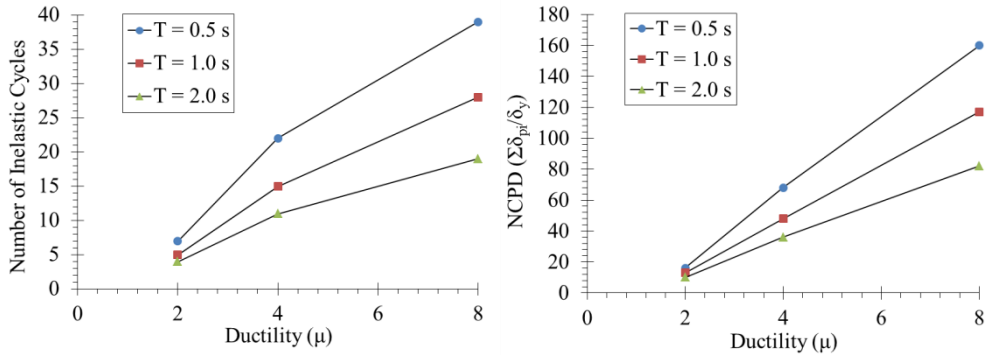 40
35
30
25
20
15
10
5
0
Number of Inelastic Cycles
T = 0.5 s
T = 1.0 s
T = 2.0 s
0 2 4 6 8
Ductility (μ)
180
160
140
120
100
80
60
40
20
0
NCPD (Σδpi/δy)
T = 0.5 s
T = 1.0 s
T = 2.0 s
0 2 4 6 8
Ductility (μ)